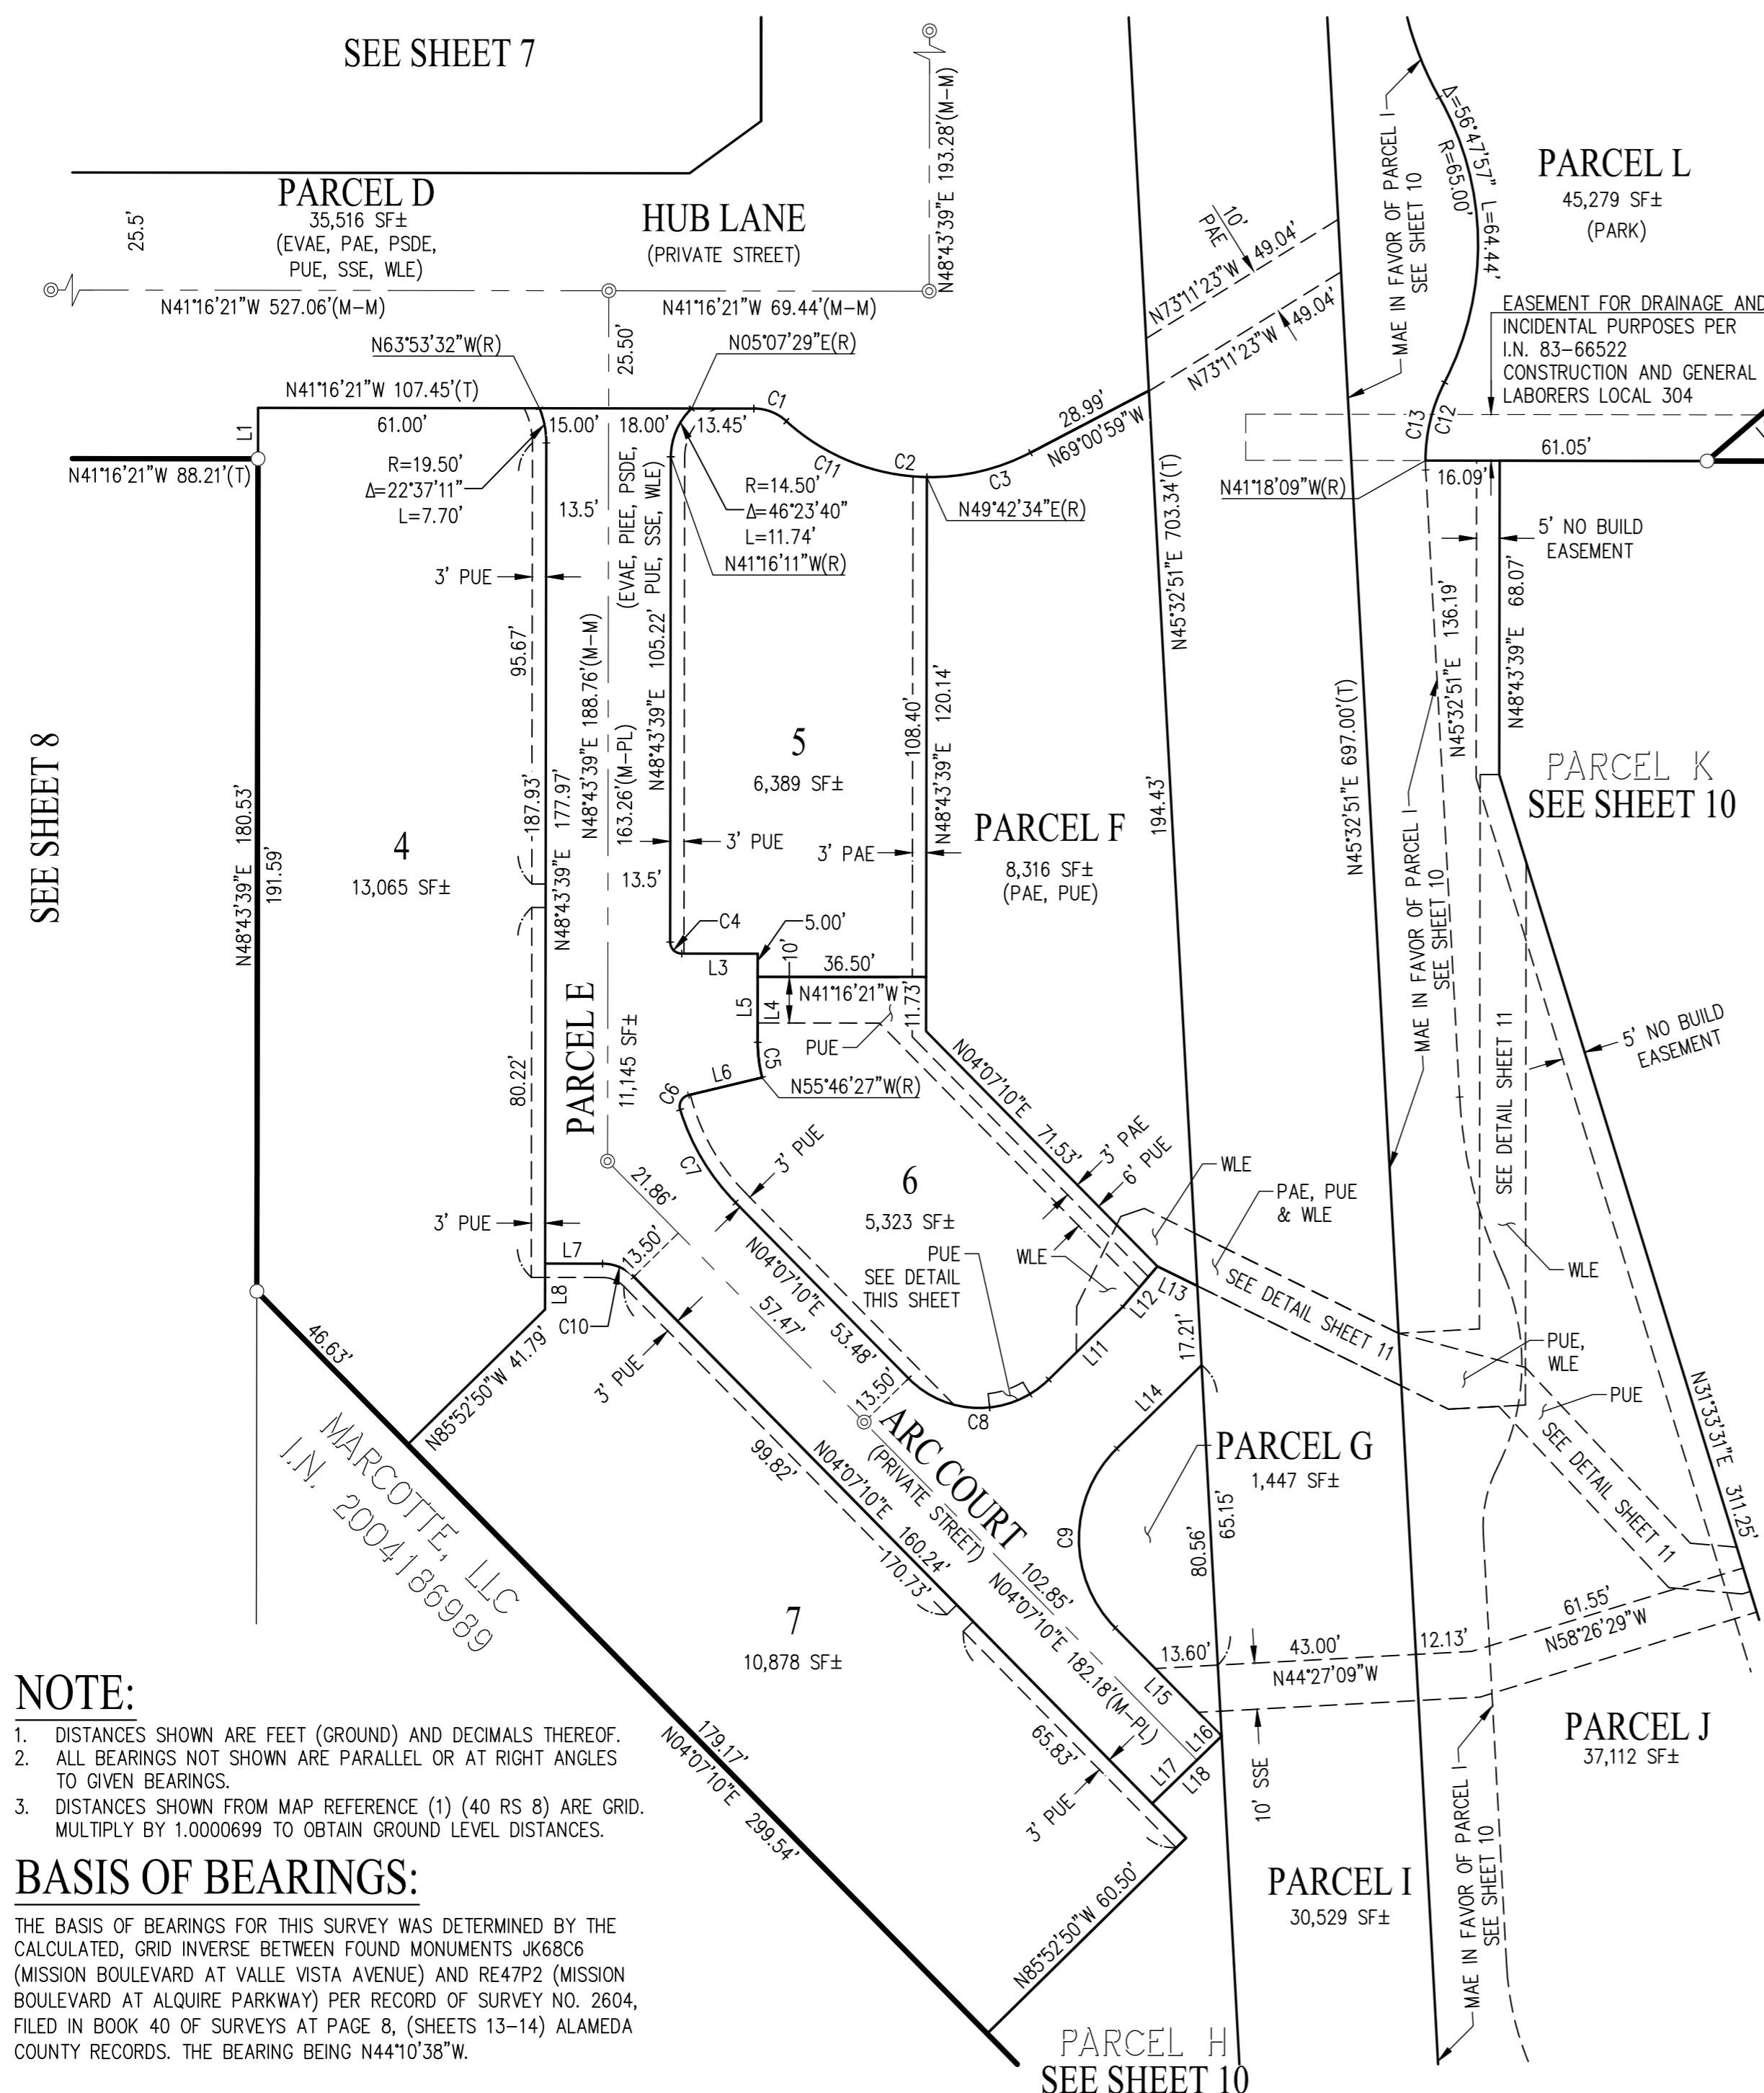 SEE SHEET 7
PARCEL D
35,516 SF±
(EVAE, PAE, PSDE,
PUE, SSE, WLE)
25.5'
HUB LANE
(PRIVATE STREET)
N48°43'39"E 193.28'(M-M)
N41°16'21"W 527.06'(M-M)
N41°16'21"W 69.44'(M-M)
N63°53'32"W(R)
25.50'
N05°07'29"E(R)
N41°16'21"W 107.45'(T)
61.00'
15.00'
18.00'
13.45'
C1
L1
N41°16'21"W 88.21'(T)
R=19.50'
Δ=22°37'11"
L=7.70'
13.5'
(EVAE, PIEE, PSDE,
PUE, SSE, WLE)
R=14.50'
Δ=46°23'40"
L=11.74'
N41°16'11"W(R)
C11
C2
C3
28.99'
N69°00'59"W
N49°42'34"E(R)
10'
PAE
N73°11'23"W 49.04'
N73°11'23"W 49.04'
MAE IN FAVOR OF PARCEL I
SEE SHEET 10
Δ=56°47'57" L=64.44'
R=65.00'
PARCEL L
45,279 SF±
(PARK)
EASEMENT FOR DRAINAGE AND
INCIDENTAL PURPOSES PER
I.N. 83-66522
CONSTRUCTION AND GENERAL
LABORERS LOCAL 304
C13
C12
61.05'
16.09'
N41°18'09"W(R)
5' NO BUILD
EASEMENT
3' PUE
95.67'
187.93'
N48°43'39"E 177.97'
N48°43'39"E 188.76'(M-M)
163.26'(M-PL)
N48°43'39"E 105.22'
5
6,389 SF±
108.40'
N48°43'39"E 120.14'
N45°32'51"E 703.34'(T)
194.43'
N45°32'51"E 697.00'(T)
N45°32'51"E 136.19'
N48°43'39"E 68.07'
SEE SHEET 8
N48°43'39"E 180.53'
191.59'
4
13,065 SF±
3' PUE
3' PAE
PARCEL F
8,316 SF±
(PAE, PUE)
PARCEL K
SEE SHEET 10
13.5'
C4
5.00'
L3
10'
36.50'
N41°16'21"W
L5
L4
11.73'
PUE
C5
N55°46'27"W(R)
L6
C6
C7
80.22'
PARCEL E
11,145 SF±
MAE IN FAVOR OF PARCEL I
SEE SHEET 10
SEE DETAIL SHEET 11
5' NO BUILD
EASEMENT
N04°07'10"E 71.53'
3' PAE
6' PUE
3' PUE
21.86'
6
5,323 SF±
WLE
PAE, PUE
& WLE
WLE
PUE
SEE DETAIL
THIS SHEET
WLE
3' PUE
L7
13.50'
L8
C10
N04°07'10"E 53.48'
57.47'
13.50'
L12
L13
L11
SEE DETAIL SHEET 11
17.21'
PUE,
WLE
PUE
46.63'
N85°52'50"W 41.79'
3' PUE
C8
L14
ARC COURT
(PRIVATE STREET)
PARCEL G
1,447 SF±
SEE DETAIL SHEET 11
N31°33'31"E 311.25'
MARCOTTE, LLC
I.N. 2004186989
99.82'
N04°07'10"E 160.24'
170.73'
C9
80.56'
65.15'
102.85'
N04°07'10"E 182.18'(M-PL)
7
10,878 SF±
13.60'
43.00'
12.13'
N44°27'09"W
61.55'
N58°26'29"W
L15
L16
L17
L18
10' SSE
65.83'
3' PUE
PARCEL J
37,112 SF±
179.17'
N04°07'10"E 299.54'
N85°52'50"W 60.50'
PARCEL I
30,529 SF±
MAE IN FAVOR OF PARCEL I
SEE SHEET 10
PARCEL H
SEE SHEET 10
NOTE:
1. DISTANCES SHOWN ARE FEET (GROUND) AND DECIMALS THEREOF.
2. ALL BEARINGS NOT SHOWN ARE PARALLEL OR AT RIGHT ANGLES
TO GIVEN BEARINGS.
3. DISTANCES SHOWN FROM MAP REFERENCE (1) (40 RS 8) ARE GRID.
MULTIPLY BY 1.0000699 TO OBTAIN GROUND LEVEL DISTANCES.
BASIS OF BEARINGS:
THE BASIS OF BEARINGS FOR THIS SURVEY WAS DETERMINED BY THE
CALCULATED, GRID INVERSE BETWEEN FOUND MONUMENTS JK68C6
(MISSION BOULEVARD AT VALLE VISTA AVENUE) AND RE47P2 (MISSION
BOULEVARD AT ALQUIRE PARKWAY) PER RECORD OF SURVEY NO. 2604,
FILED IN BOOK 40 OF SURVEYS AT PAGE 8, (SHEETS 13-14) ALAMEDA
COUNTY RECORDS. THE BEARING BEING N44°10'38"W.